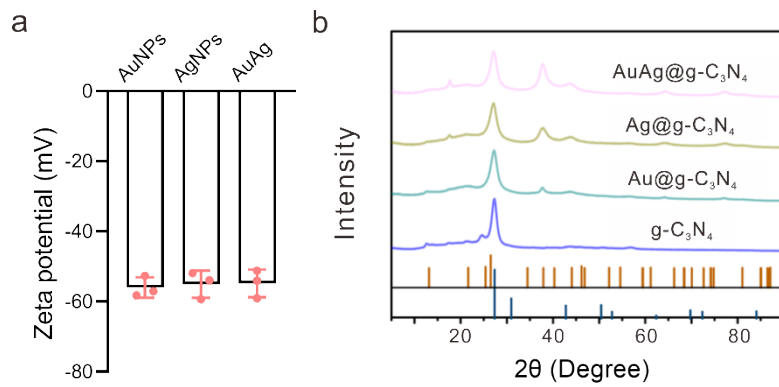 a
AuNPs
AgNPs
AuAg
0
-20
-40
-60
-80
Zeta potential (mV)
b
AuAg@g-C₃N₄
Ag@g-C₃N₄
Au@g-C₃N₄
g-C₃N₄
Intensity
20 40 60 80
2θ (Degree)